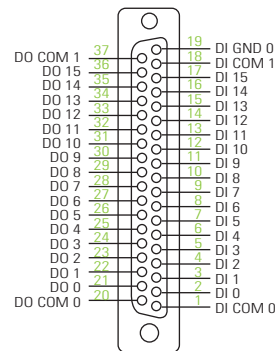 19 DI GND 0
DO COM 1 37
18 DI COM 1
DO 15 36
17 DI 15
DO 14 35
16 DI 14
DO 13 34
15 DI 13
DO 12 33
14 DI 12
DO 11 32
13 DI 11
DO 10 31
12 DI 10
DO 9 30
11 DI 9
DO 8 29
10 DI 8
DO 7 28
9 DI 7
DO 6 27
8 DI 6
DO 5 26
7 DI 5
DO 4 25
6 DI 4
DO 3 24
5 DI 3
DO 2 23
4 DI 2
DO 1 22
3 DI 1
DO 0 21
2 DI 0
DO COM 0 20
1 DI COM 0